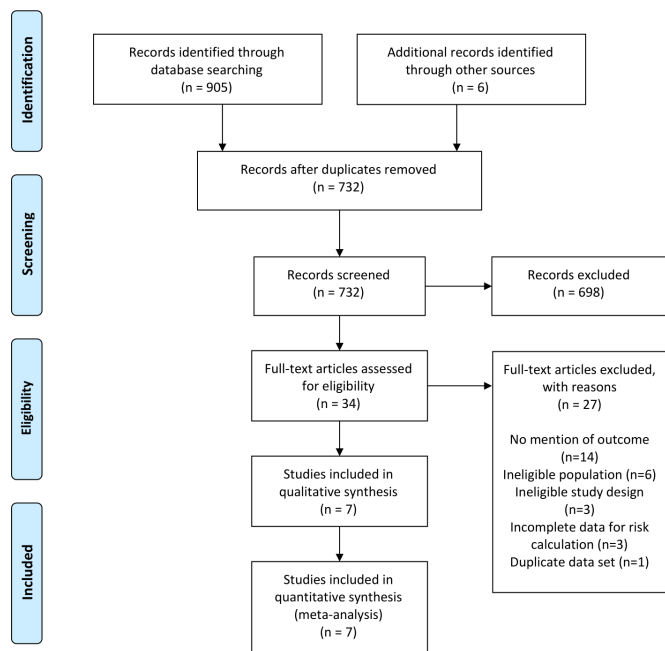 Identification
Records identified through
database searching
(n = 905)
Additional records identified
through other sources
(n = 6)
Records after duplicates removed
(n = 732)
Screening
Records screened
(n = 732)
Records excluded
(n = 698)
Eligibility
Full-text articles assessed
for eligibility
(n = 34)
Full-text articles excluded,
with reasons
(n = 27)
No mention of outcome
(n=14)
Ineligible population (n=6)
Ineligible study design
(n=3)
Incomplete data for risk
calculation (n=3)
Duplicate data set (n=1)
Studies included in
qualitative synthesis
(n = 7)
Included
Studies included in
quantitative synthesis
(meta-analysis)
(n = 7)